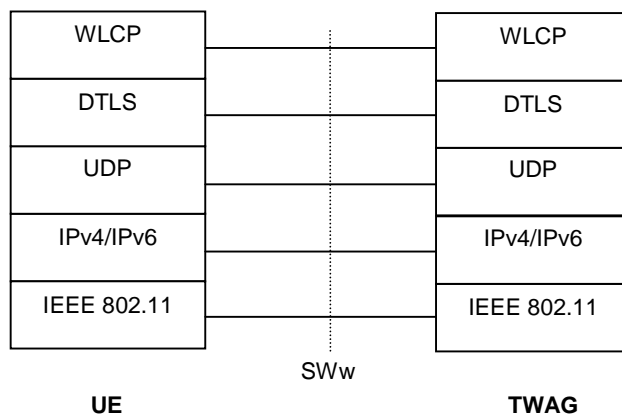 WLCP WLCP
DTLS DTLS
UDP UDP
IPv4/IPv6 IPv4/IPv6
IEEE 802.11 IEEE 802.11
SWw
UE TWAG